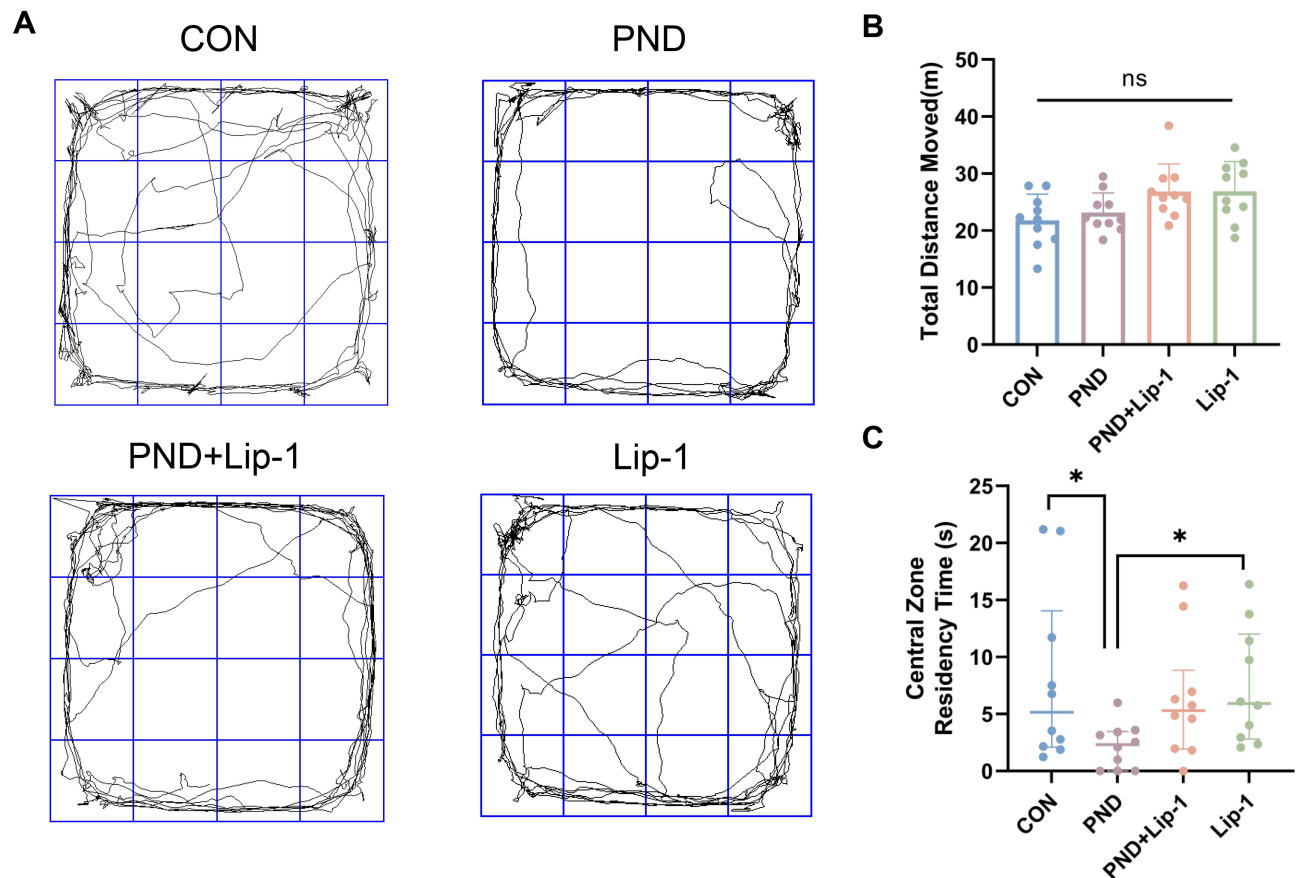 A
CON
PND
PND+Lip-1
Lip-1
B
Total Distance Moved(m)
50
40
30
20
10
0
ns
CON
PND
PND+Lip-1
Lip-1
C
Central Zone
Residency Time (s)
25
20
15
10
5
0
*
*
CON
PND
PND+Lip-1
Lip-1